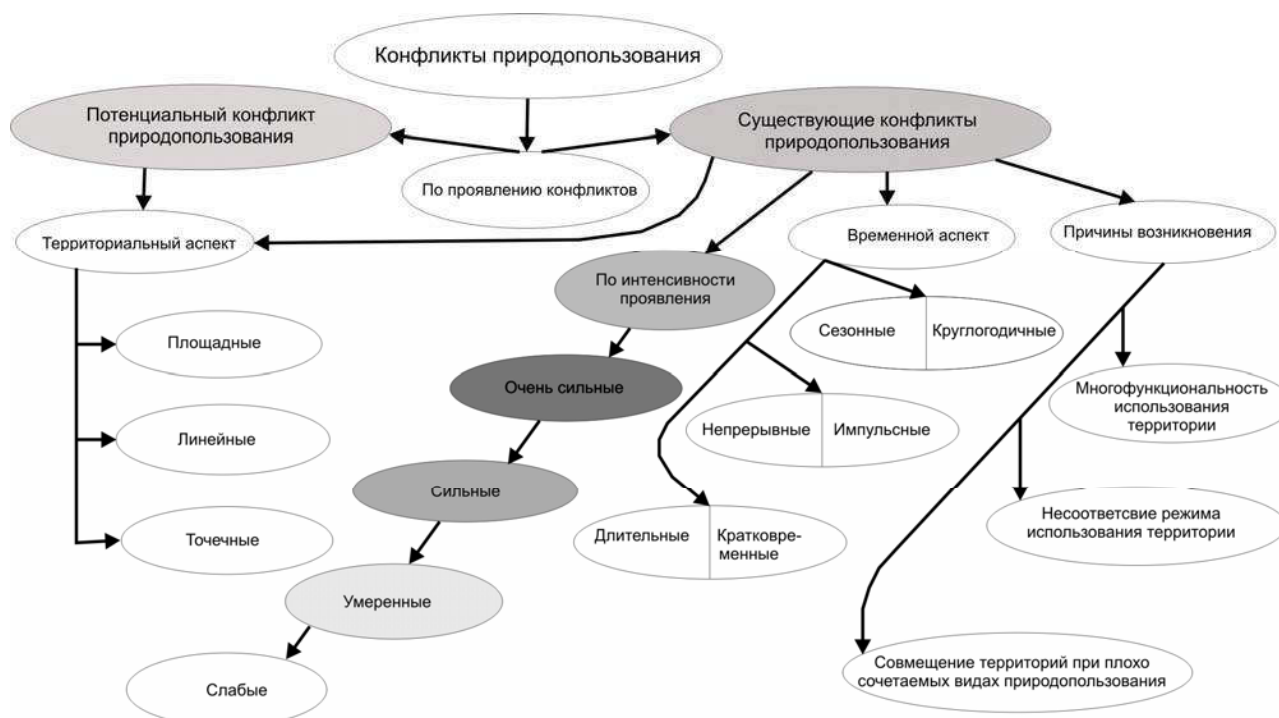 Конфликты природопользования
Потенциальный конфликт
природопользования
Существующие конфликты
природопользования
По проявлению конфликтов
Территориальный аспект
Временной аспект
Причины возникновения
По интенсивности
проявления
Площадные
Сезонные
Круглогодичные
Очень сильные
Многофункциональность
использования
территории
Линейные
Непрерывные
Импульсные
Сильные
Несоответсвие режима
использования территории
Точечные
Длительные
Кратковре-
менные
Умеренные
Слабые
Совмещение территорий при плохо
сочетаемых видах природопользования